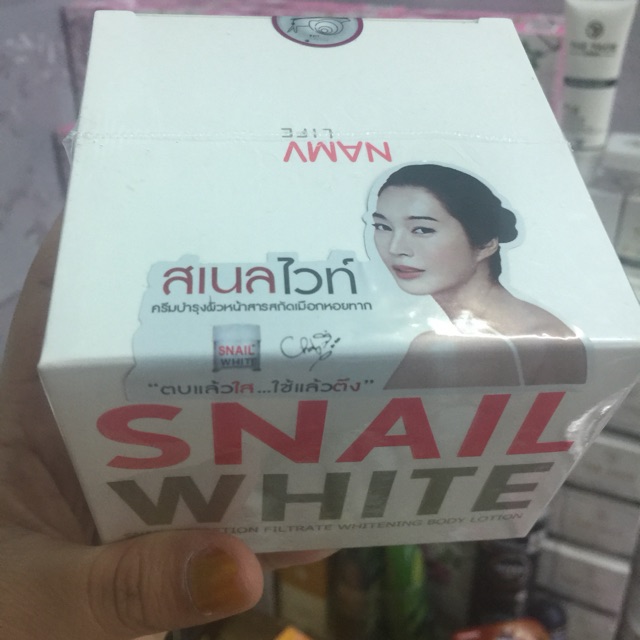 NAMV
LIFE
สเนลไวท์
ครีมบำรุงผิวหน้าสารสกัดเมือกหอยทาก
SNAIL
WHITE
"ตบแล้วใส...ใช้แล้วตึง"
SNAIL
WHITE
FILTRATE WHITENING BODY LOTION